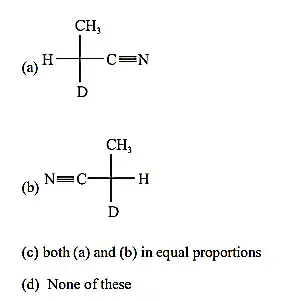 CH₃
(a) H C≡N
D
CH₃
(b) N≡C H
D
(c) both (a) and (b) in equal proportions
(d) None of these